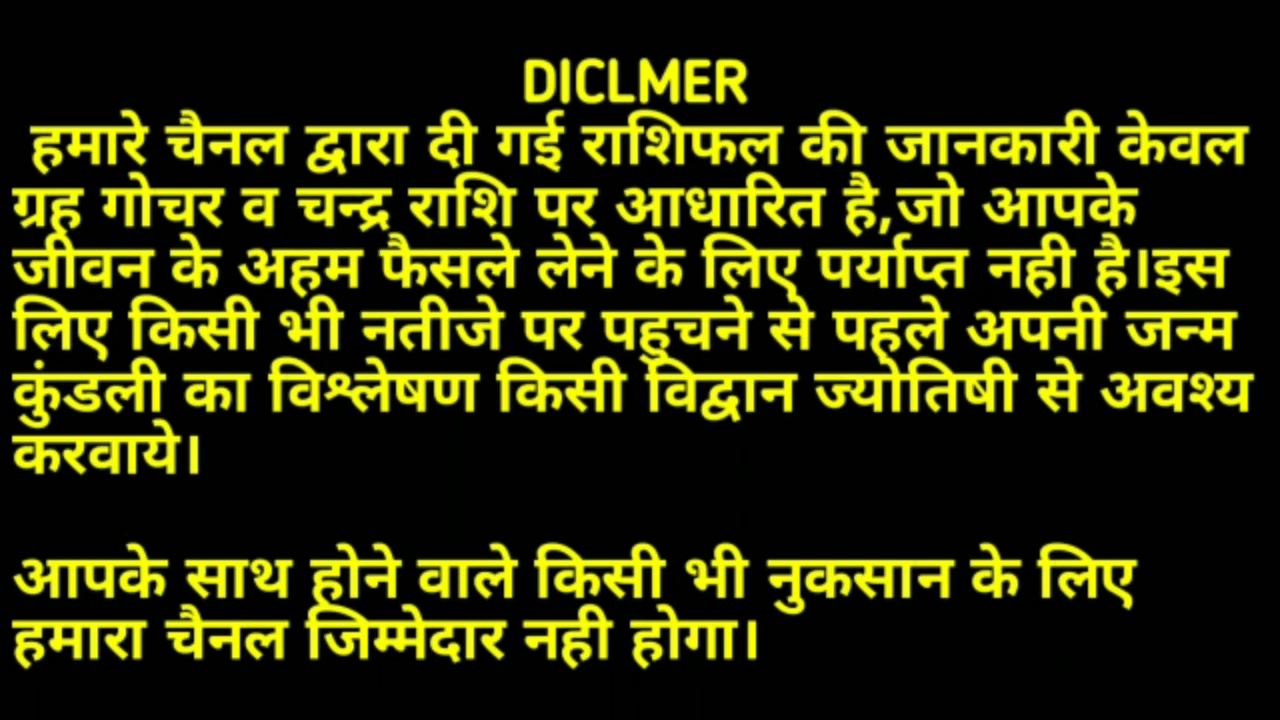 DICLMER
हमारे चैनल द्वारा दी गई राशिफल की जानकारी केवल
ग्रह गोचर व चन्द्र राशि पर आधारित है,जो आपके
जीवन के अहम फैसले लेने के लिए पर्याप्त नही है।इस
लिए किसी भी नतीजे पर पहुचने से पहले अपनी जन्म
कुंडली का विश्लेषण किसी विद्वान ज्योतिषी से अवश्य
करवाये।
आपके साथ होने वाले किसी भी नुकसान के लिए
हमारा चैनल जिम्मेदार नही होगा।